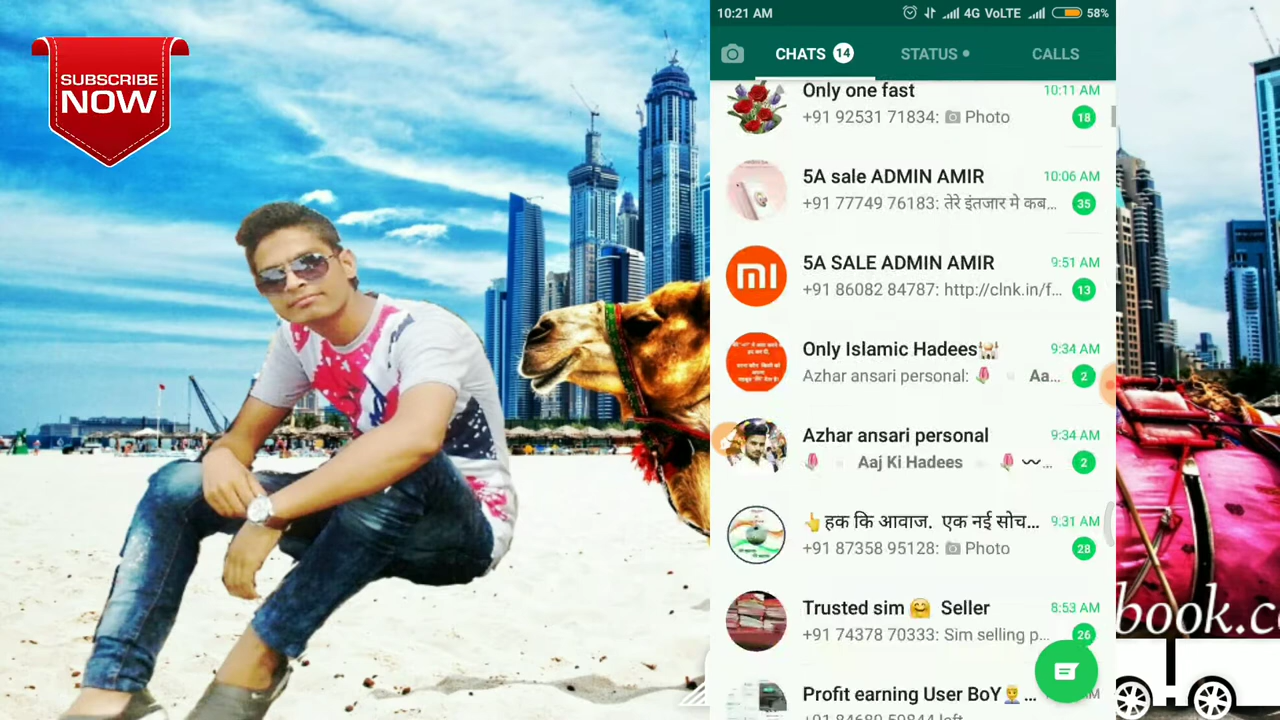 SUBSCRIBE
NOW
10:21 AM 4G VoLTE 58%
CHATS 14 STATUS CALLS
Only one fast 10:11 AM
+91 92531 71834: Photo 18
5A sale ADMIN AMIR 10:06 AM
+91 77749 76183: तेरे इंतजार मे कब... 35
5A SALE ADMIN AMIR 9:51 AM
+91 86082 84787: http://clnk.in/f... 13
Only Islamic Hadees🕌 9:34 AM
Azhar ansari personal: 🌷 Aa... 2
Azhar ansari personal 9:34 AM
🌷 Aaj Ki Hadees 🌷 〰... 2
👆हक कि आवाज. एक नई सोच... 9:31 AM
+91 87358 95128: Photo 28
Trusted sim 🤗 Seller 8:53 AM
+91 74378 70333: Sim selling p... 26
Profit earning User BoY👨‍⚖️...
+91 84689 59844 left
book.c